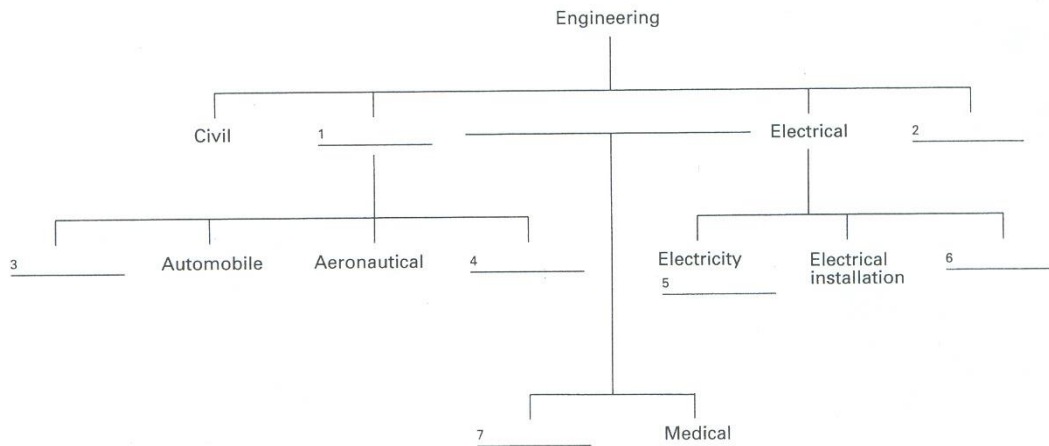 Engineering
Civil
1
Electrical
2
3
Automobile
Aeronautical
4
Electricity
5
Electrical
installation
6
7
Medical